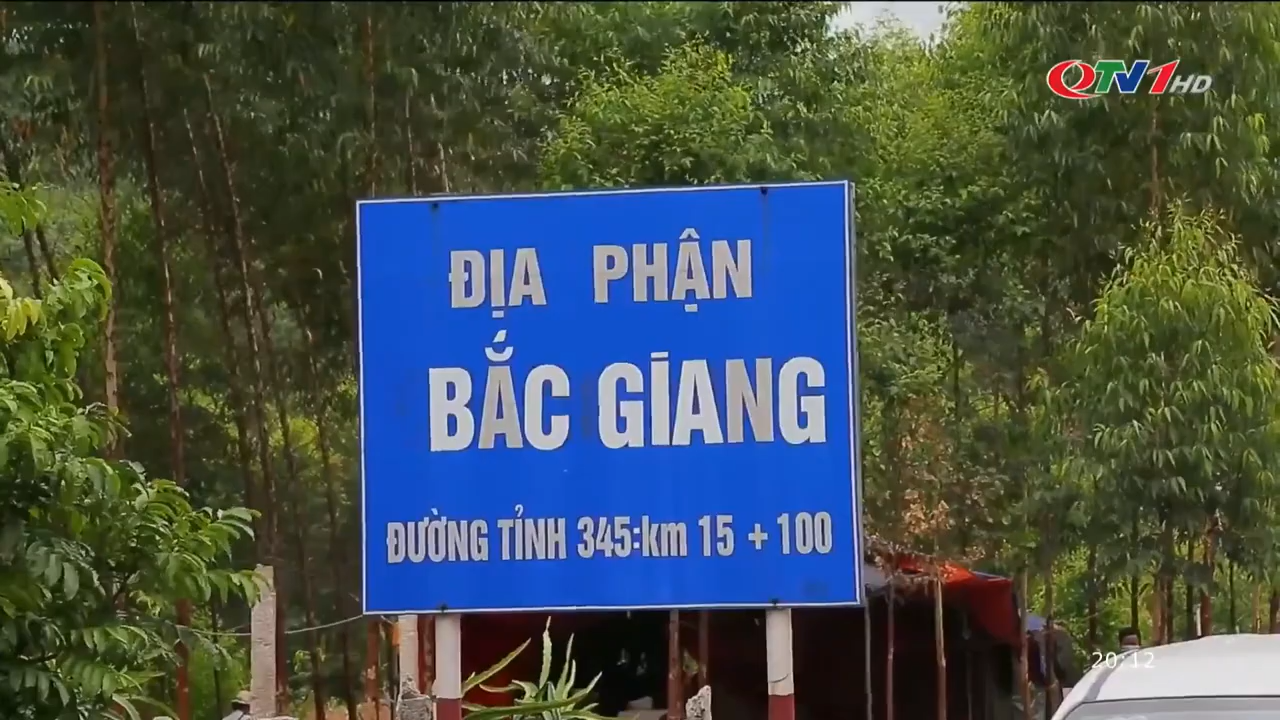 QTV1HD
ĐỊA PHẬN
BẮC GIANG
ĐƯỜNG TỈNH 345:km 15 + 100
20:12